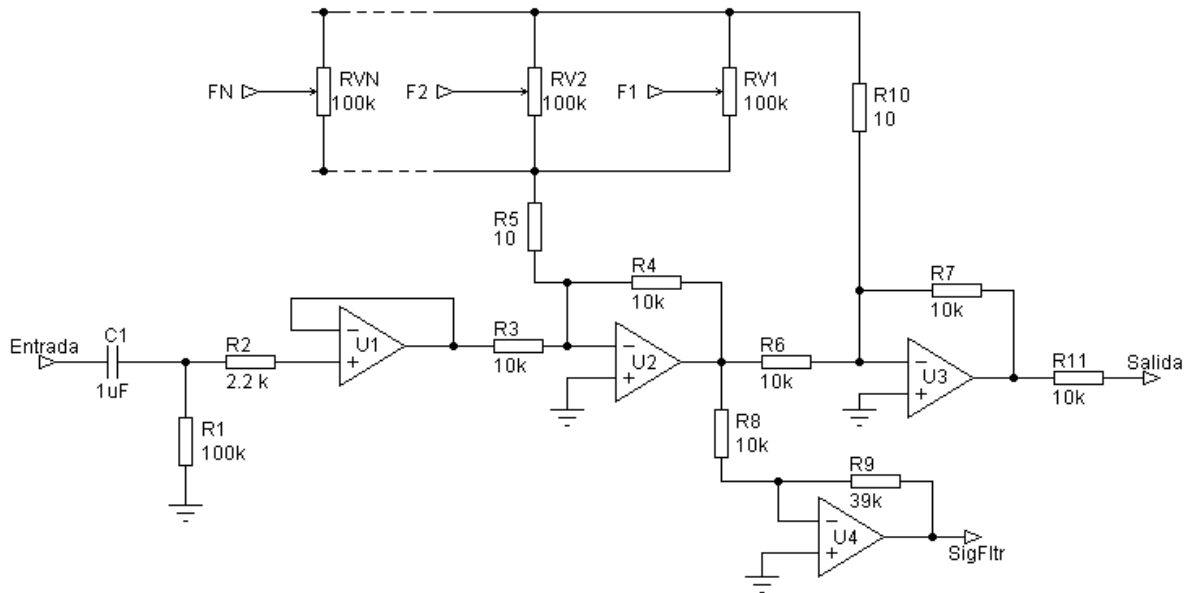 FN
RVN
100k
F2
RV2
100k
F1
RV1
100k
R10
10
R5
10
R4
10k
R7
10k
Entrada
C1
1uF
R2
2.2 k
U1
R3
10k
U2
R6
10k
U3
R11
10k
Salida
R1
100k
R8
10k
R9
39k
U4
SigFltr